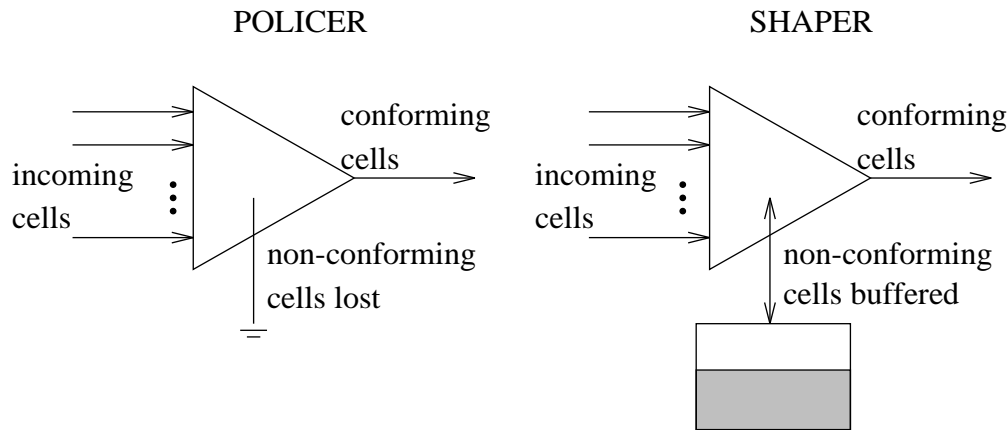 POLICER
incoming
cells
conforming
cells
non-conforming
cells lost
SHAPER
incoming
cells
conforming
cells
non-conforming
cells buffered